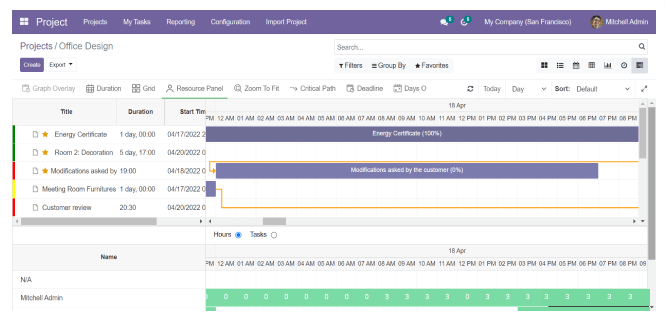 Project Projects My Tasks Reporting Configuration Import Project My Company (San Francisco) Mitchell Admin
Projects / Office Design
Search...
Create Export
Filters Group By Favorites
Graph Overlay Duration Grid Resource Panel Zoom To Fit Critical Path Deadline Days O Today Day Sort: Default
Title Duration Start Tim
18 Apr
PM 12 AM 01 AM 02 AM 03 AM 04 AM 05 AM 06 AM 07 AM 08 AM 09 AM 10 AM 11 AM 12 PM 01 PM 02 PM 03 PM 04 PM 05 PM 06 PM 07 PM 08 PM
Energy Certificate 1 day, 00:00 04/17/2022 2
Energy Certificate (100%)
Room 2: Decoration 5 day, 17:00 04/20/2022 0
Modifications asked by 19:00 04/18/2022 0
Modifications asked by the customer (0%)
Meeting Room Furnitures 1 day, 00:00 04/17/2022 0
Customer review 20:30 04/20/2022 0
Hours Tasks
Name
18 Apr
PM 12 AM 01 AM 02 AM 03 AM 04 AM 05 AM 06 AM 07 AM 08 AM 09 AM 10 AM 11 AM 12 PM 01 PM 02 PM 03 PM 04 PM 05 PM 06 PM 07 PM 08 PM 09
N/A
Mitchell Admin
0 0 0 0 0 0 0 0 3 3 3 3 0 3 3 3 3 3 3 3 3